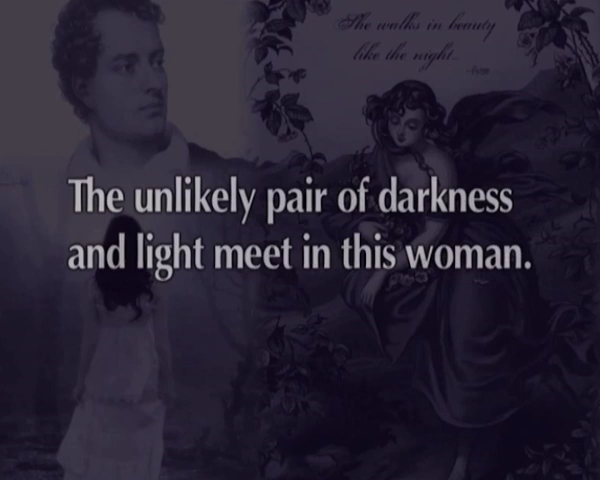 She walks in beauty
like the night...
The unlikely pair of darkness
and light meet in this woman.